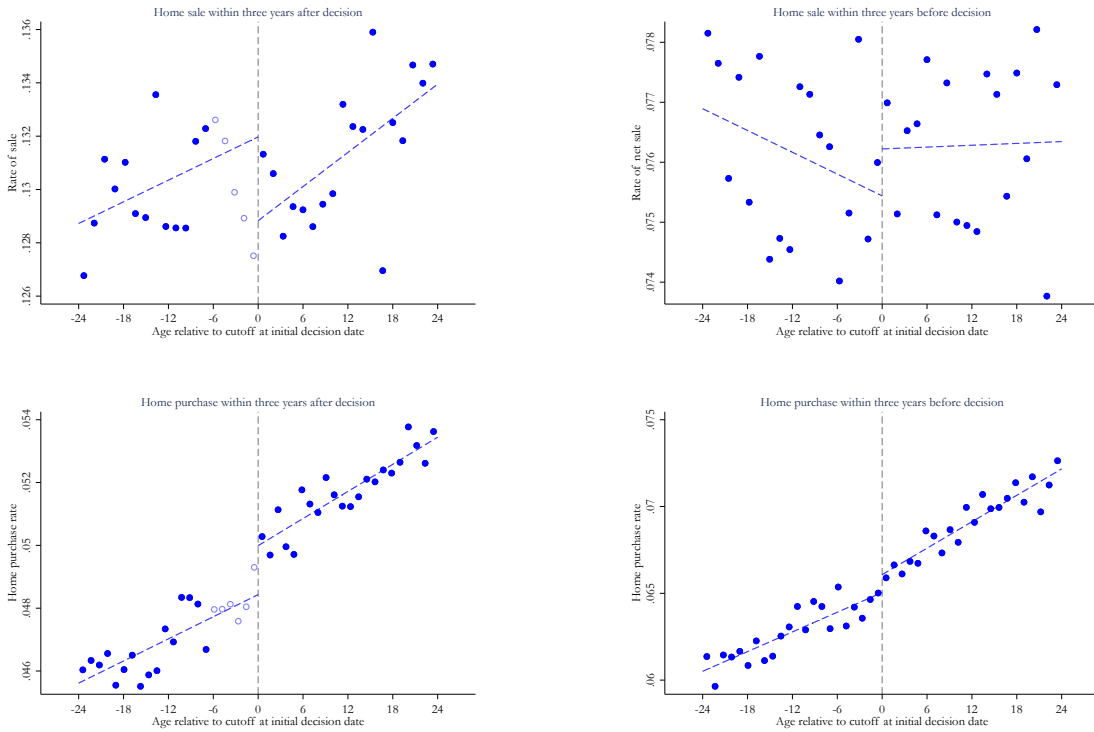 Home sale within three years after decision
Rate of sale
.136
.134
.132
.13
.128
.126
-24 -18 -12 -6 0 6 12 18 24
Age relative to cutoff at initial decision date
Home sale within three years before decision
Rate of net sale
.078
.077
.076
.075
.074
-24 -18 -12 -6 0 6 12 18 24
Age relative to cutoff at initial decision date
Home purchase within three years after decision
Home purchase rate
.054
.052
.05
.048
.046
-24 -18 -12 -6 0 6 12 18 24
Age relative to cutoff at initial decision date
Home purchase within three years before decision
Home purchase rate
.075
.07
.065
.06
-24 -18 -12 -6 0 6 12 18 24
Age relative to cutoff at initial decision date